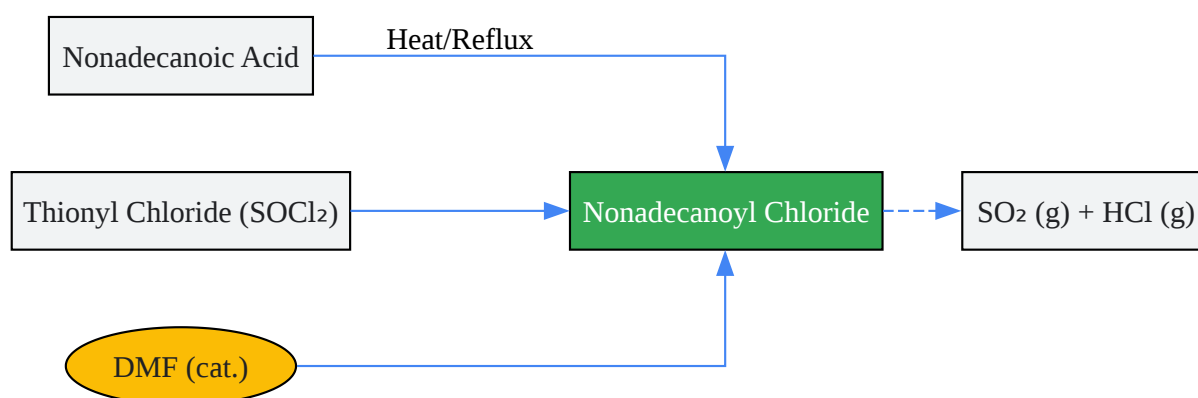 Nonadecanoic Acid
Heat/Reflux
Thionyl Chloride (SOCl₂)
Nonadecanoyl Chloride
SO₂ (g) + HCl (g)
DMF (cat.)